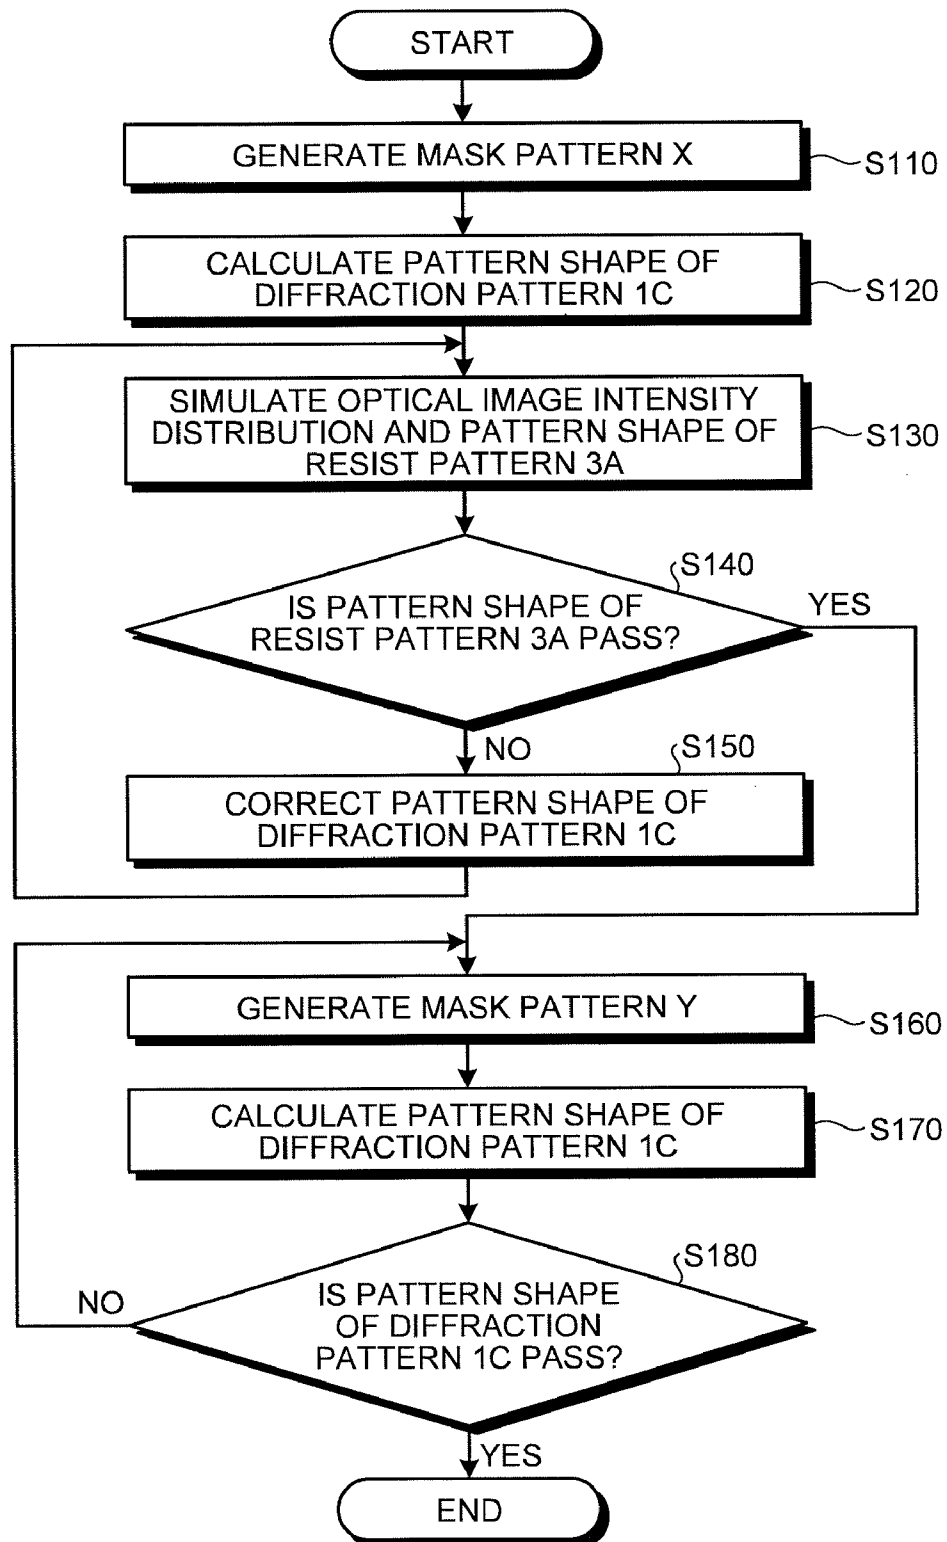 START
GENERATE MASK PATTERN X
S110
CALCULATE PATTERN SHAPE OF
DIFFRACTION PATTERN 1C
S120
SIMULATE OPTICAL IMAGE INTENSITY
DISTRIBUTION AND PATTERN SHAPE OF
RESIST PATTERN 3A
S130
S140
IS PATTERN SHAPE OF
RESIST PATTERN 3A PASS?
YES
NO
S150
CORRECT PATTERN SHAPE OF
DIFFRACTION PATTERN 1C
GENERATE MASK PATTERN Y
S160
CALCULATE PATTERN SHAPE OF
DIFFRACTION PATTERN 1C
S170
S180
NO
IS PATTERN SHAPE
OF DIFFRACTION
PATTERN 1C PASS?
YES
END